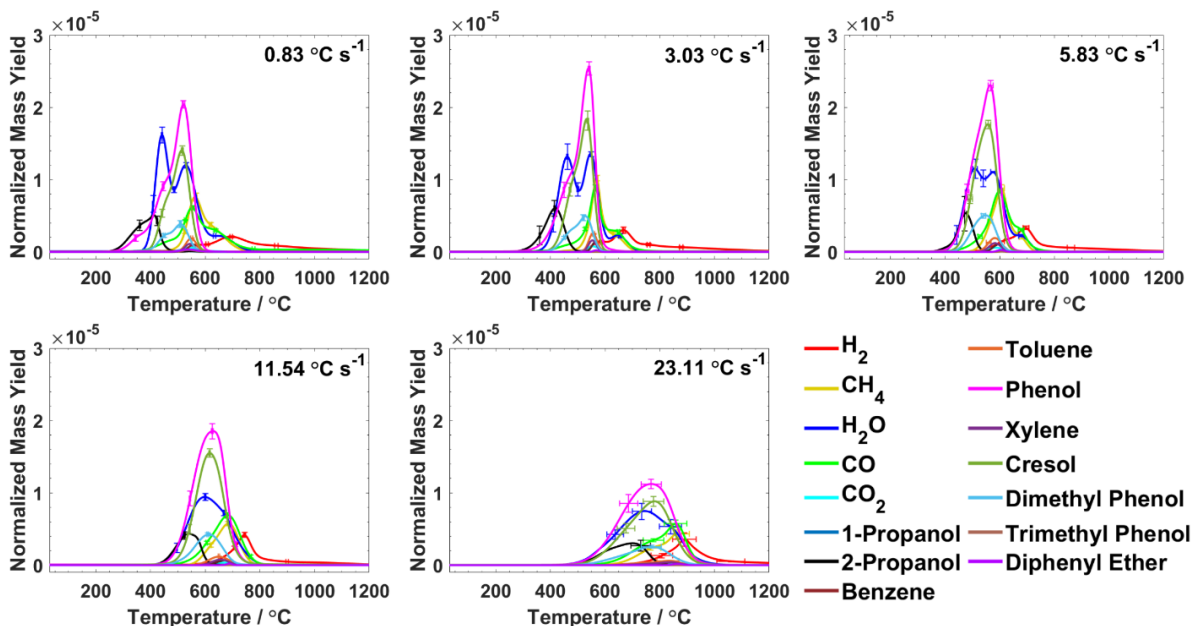 ×10⁻⁵
3
2
1
0
200 400 600 800 1000 1200
Normalized Mass Yield
Temperature / °C
0.83 °C s⁻¹
×10⁻⁵
3
2
1
0
200 400 600 800 1000 1200
Normalized Mass Yield
Temperature / °C
3.03 °C s⁻¹
×10⁻⁵
3
2
1
0
200 400 600 800 1000 1200
Normalized Mass Yield
Temperature / °C
5.83 °C s⁻¹
×10⁻⁵
3
2
1
0
200 400 600 800 1000 1200
Normalized Mass Yield
Temperature / °C
11.54 °C s⁻¹
×10⁻⁵
3
2
1
0
200 400 600 800 1000 1200
Normalized Mass Yield
Temperature / °C
23.11 °C s⁻¹
H₂
CH₄
H₂O
CO
CO₂
1-Propanol
2-Propanol
Benzene
Toluene
Phenol
Xylene
Cresol
Dimethyl Phenol
Trimethyl Phenol
Diphenyl Ether